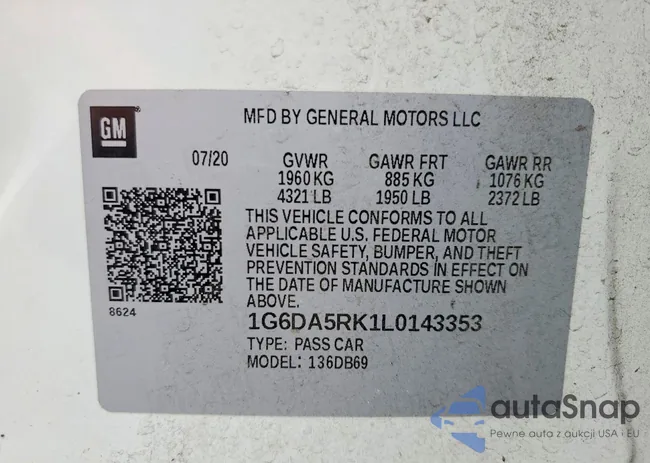 GM
MFD BY GENERAL MOTORS LLC
07/20 GVWR GAWR FRT GAWR RR
1960 KG 885 KG 1076 KG
4321 LB 1950 LB 2372 LB
THIS VEHICLE CONFORMS TO ALL
APPLICABLE U.S. FEDERAL MOTOR
VEHICLE SAFETY, BUMPER, AND THEFT
PREVENTION STANDARDS IN EFFECT ON
THE DATE OF MANUFACTURE SHOWN
ABOVE.
8624
1G6DA5RK1L0143353
TYPE: PASS CAR
MODEL: 136DB69
autaSnap
Pewne auta z aukcji USA i EU